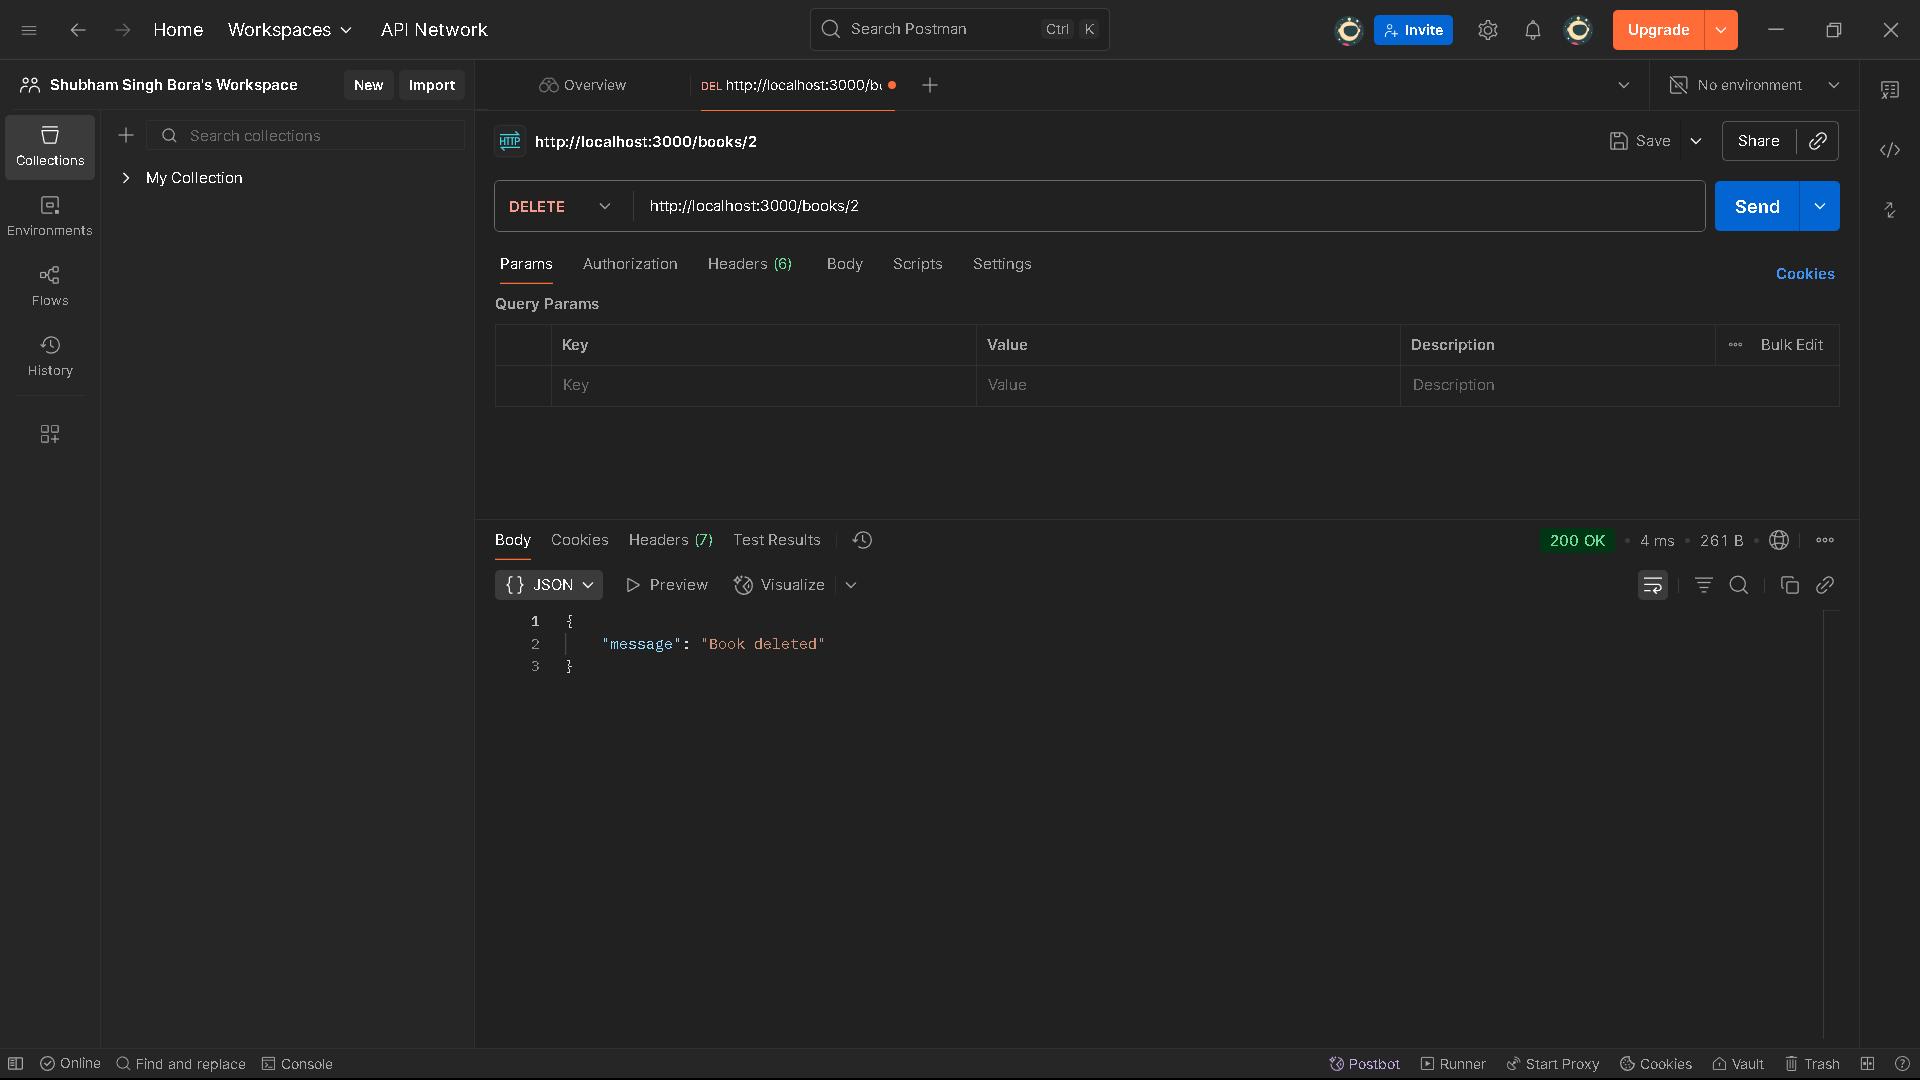 Home Workspaces API Network Search Postman Ctrl K Invite Upgrade
Shubham Singh Bora's Workspace New Import
Overview DEL http://localhost:3000/b No environment
Collections
Environments
Flows
History
Search collections
My Collection
HTTP http://localhost:3000/books/2 Save Share
DELETE http://localhost:3000/books/2 Send
Params Authorization Headers (6) Body Scripts Settings Cookies
Query Params
Key Value Description Bulk Edit
Key Value Description
Body Cookies Headers (7) Test Results 200 OK • 4 ms • 261 B •
{} JSON Preview Visualize
1 {
2 "message": "Book deleted"
3 }
Online Find and replace Console Postbot Runner Start Proxy Cookies Vault Trash